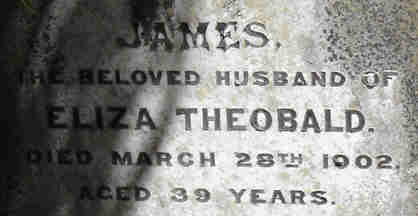 JAMES,
THE BELOVED HUSBAND OF
ELIZA THEOBALD.
DIED MARCH 28TH 1902,
AGED 39 YEARS.